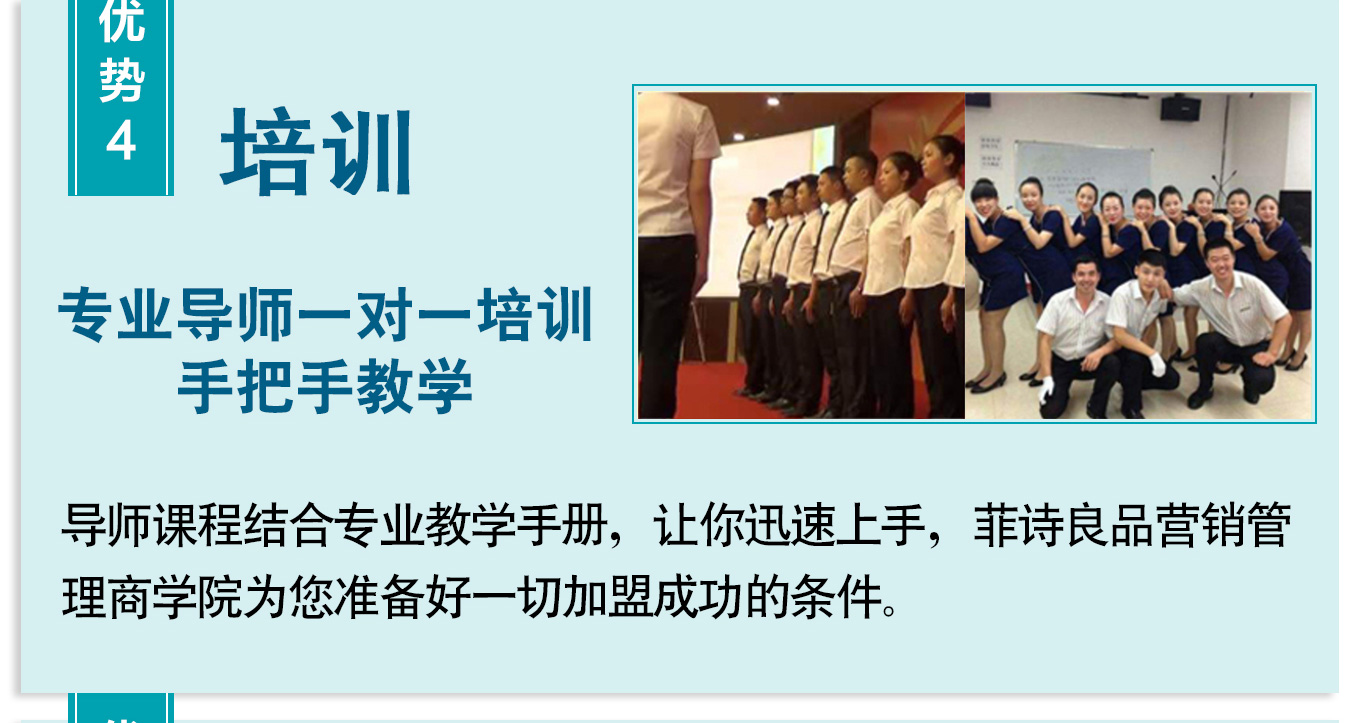 优势4
培训
专业导师一对一培训
手把手教学
导师课程结合专业教学手册，让你迅速上手，菲诗良品营销管
理商学院为您准备好一切加盟成功的条件。